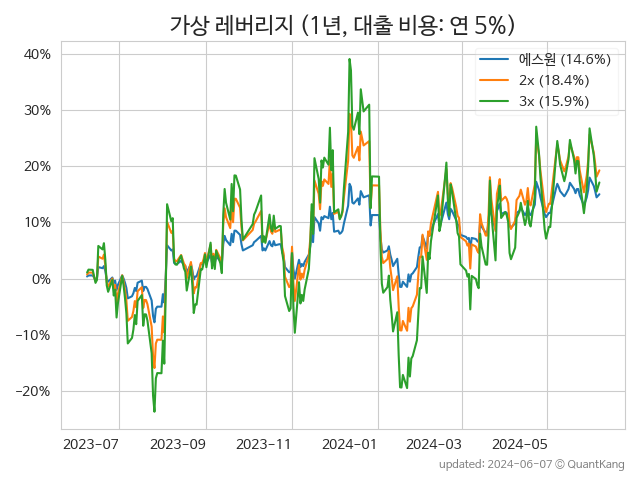 가상 레버리지 (1년, 대출 비용: 연 5%)
에스원 (14.6%)
2x (18.4%)
3x (15.9%)
40%
30%
20%
10%
0%
−10%
−20%
2023-07
2023-09
2023-11
2024-01
2024-03
2024-05
updated: 2024-06-07 © QuantKang